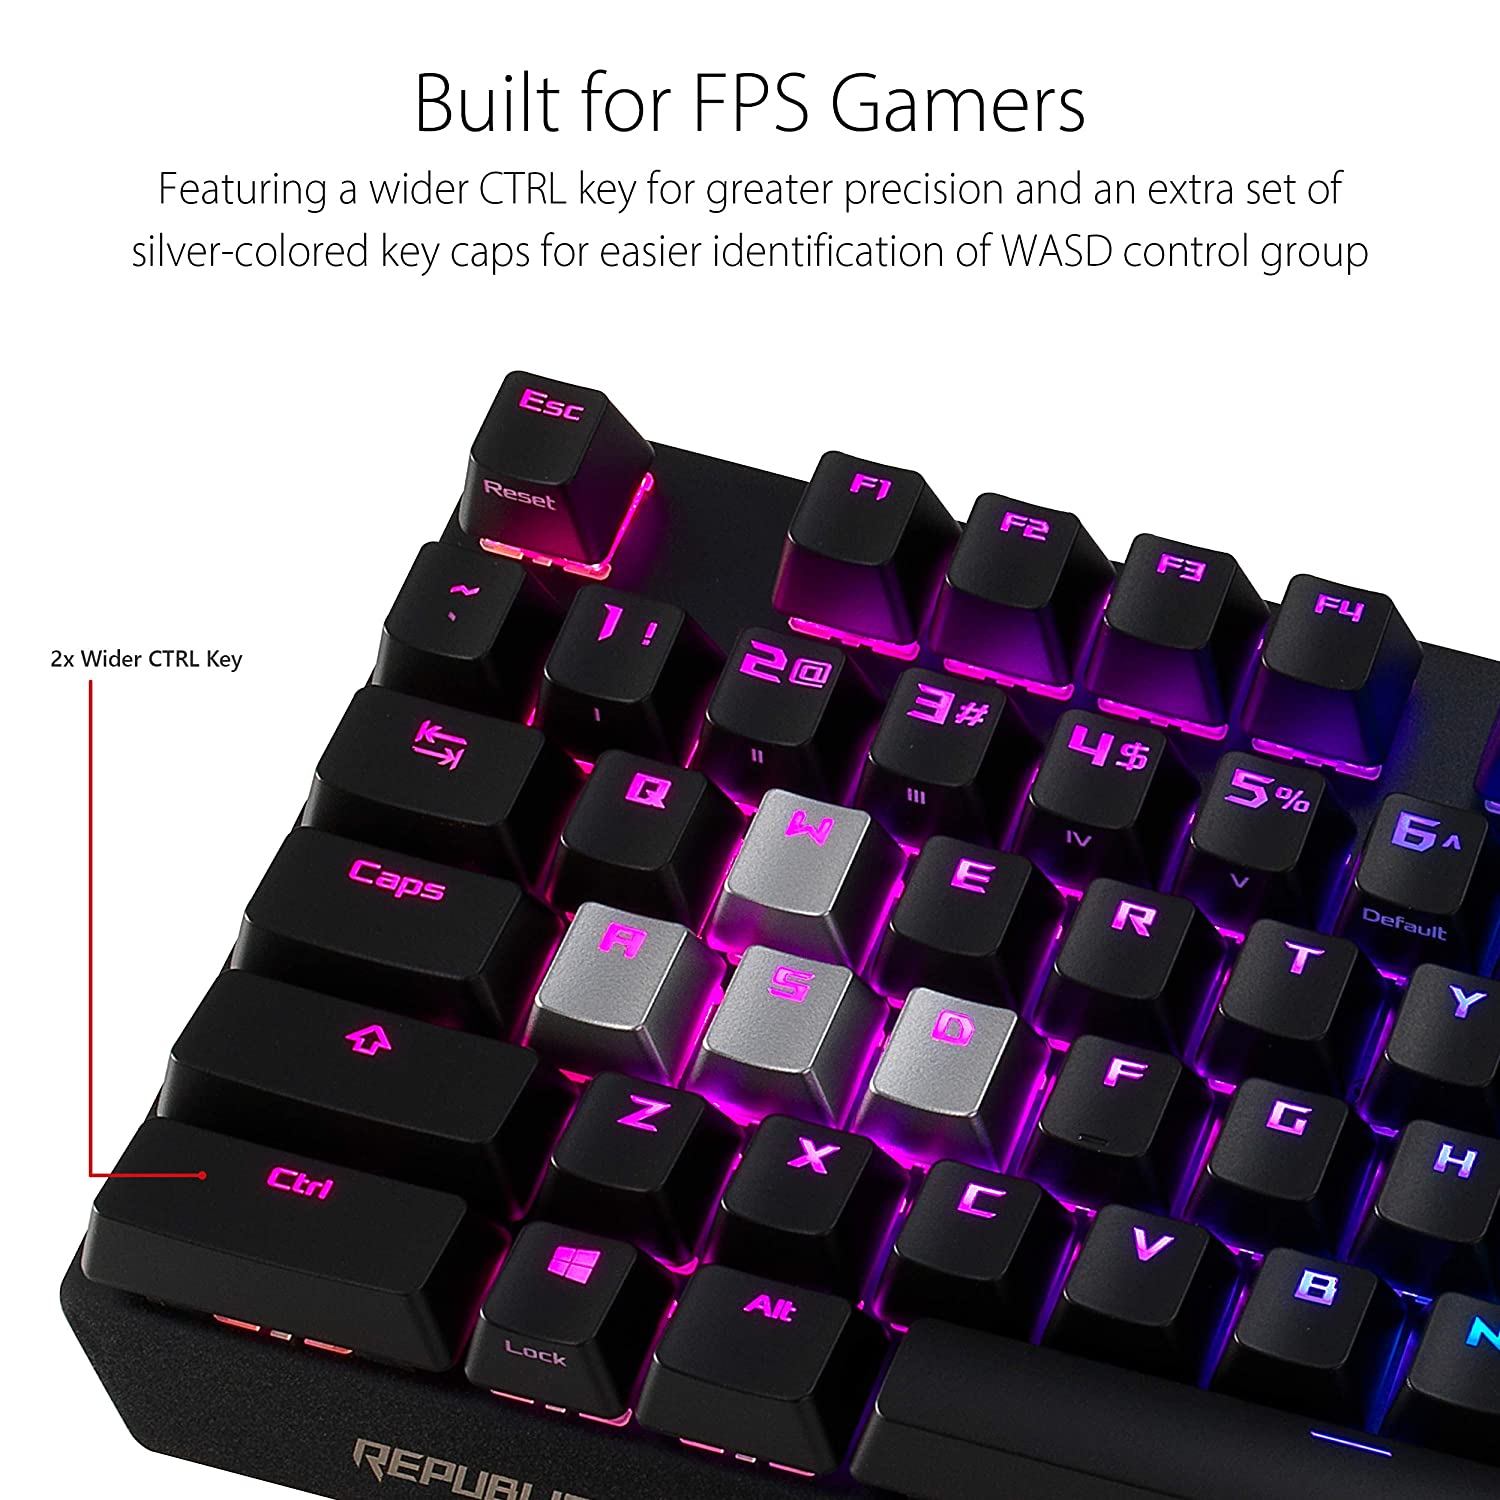 Built for FPS Gamers
Featuring a wider CTRL key for greater precision and an extra set of
silver-colored key caps for easier identification of WASD control group
2x Wider CTRL Key
Esc
Reset
F1 F2 F3 F4
~ `
1 ! 2 @ 3 # 4 $ 5 % 6 ^
I II III IV V Default
Q W E R T Y
Caps A S D F G H
Z X C V B N
Ctrl Alt
Lock